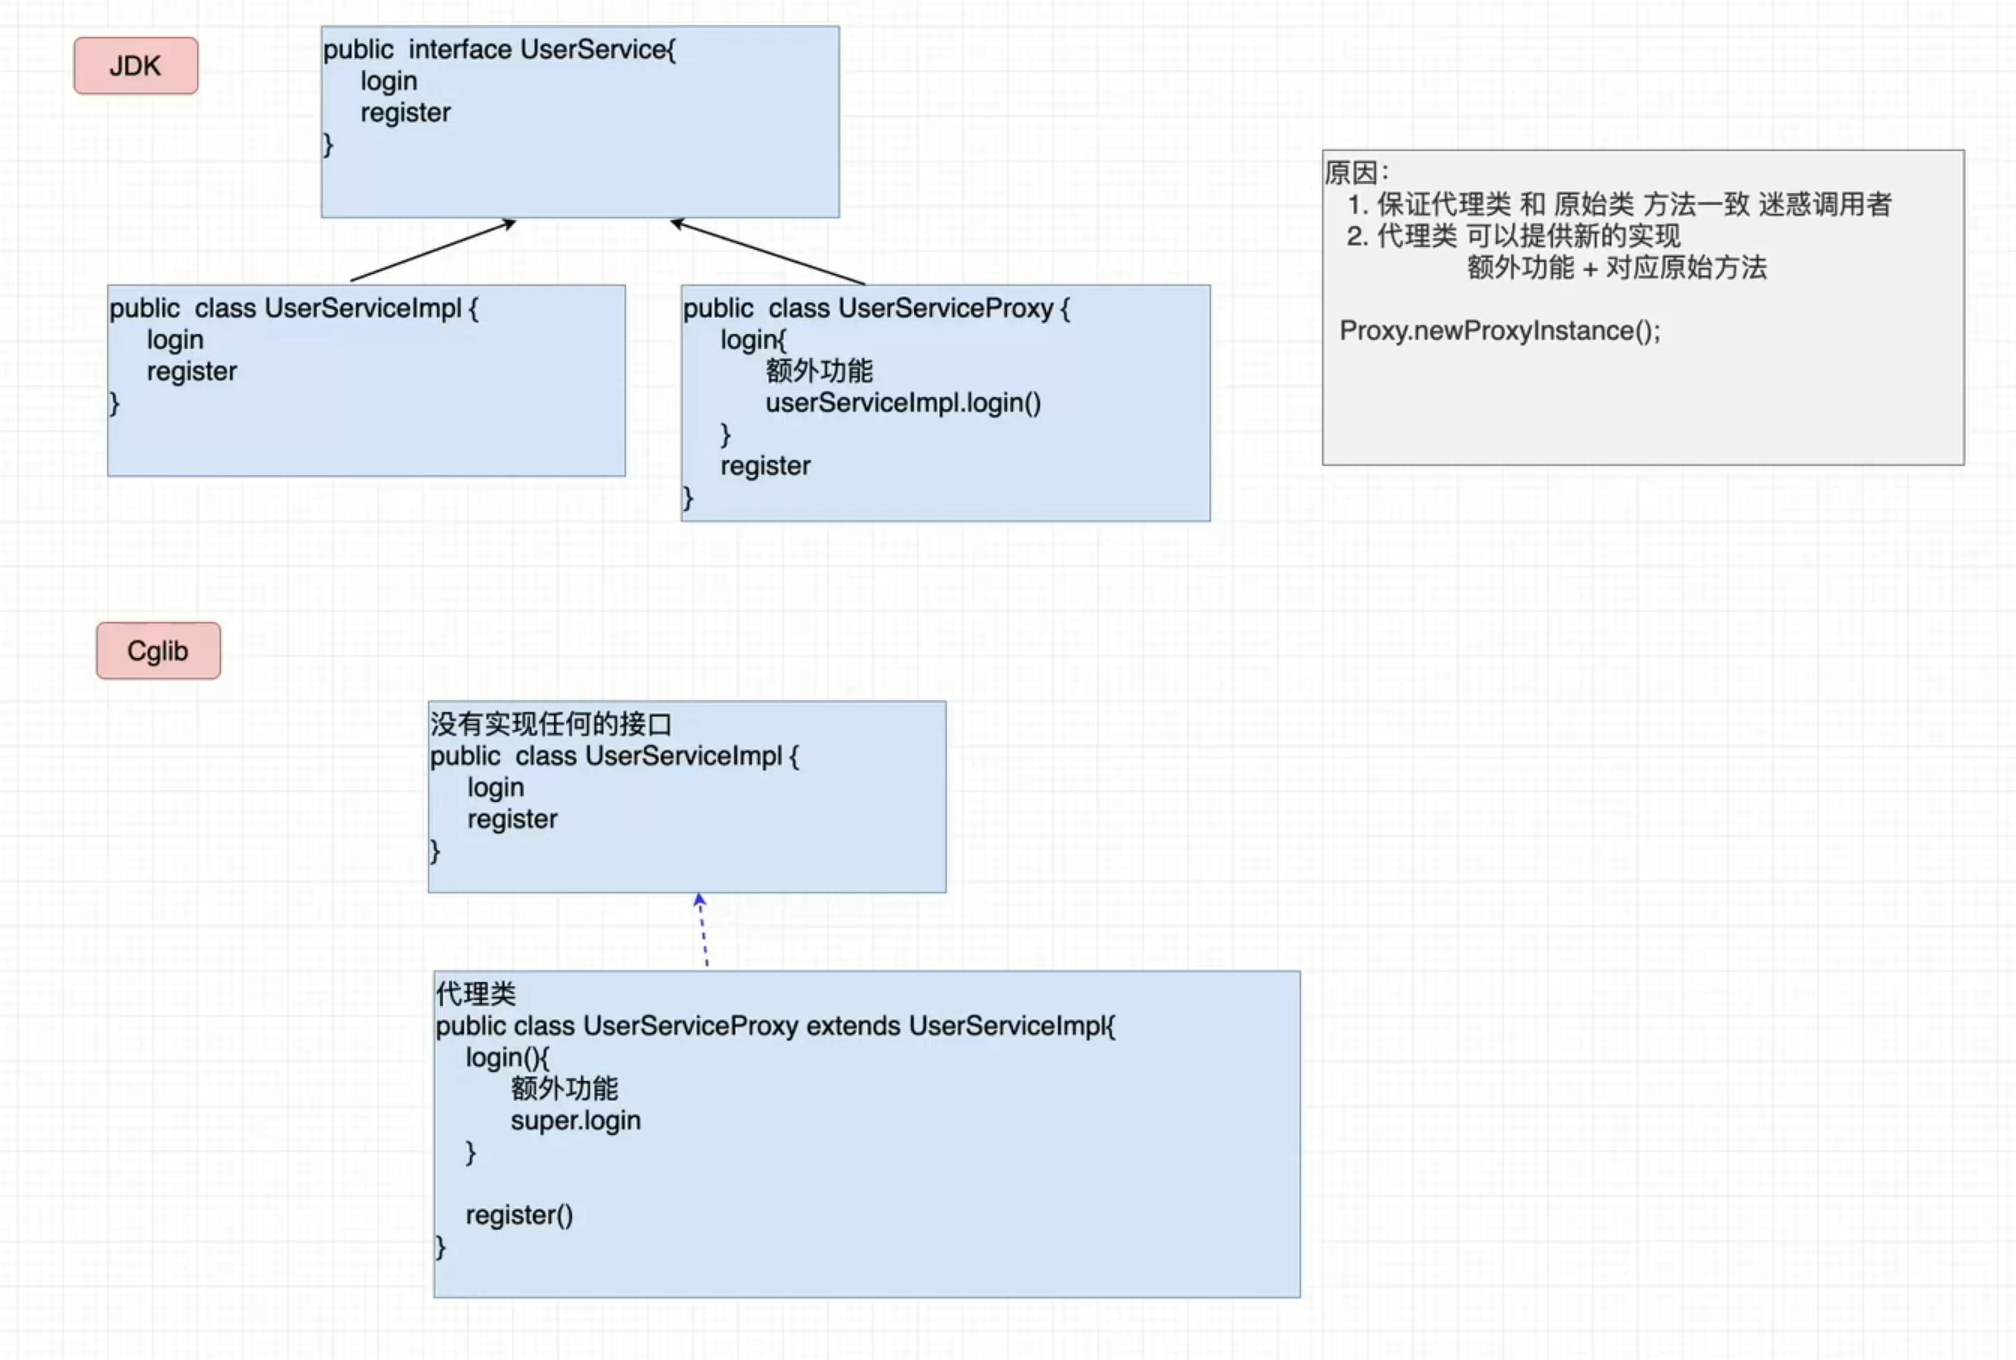 JDK
public  interface UserService{
login
register
}
public  class UserServiceImpl {
login
register
}
public  class UserServiceProxy {
login{
额外功能
userServiceImpl.login()
}
register
}
原因：
1. 保证代理类 和 原始类 方法一致 迷惑调用者
2. 代理类 可以提供新的实现
额外功能 + 对应原始方法
Proxy.newProxyInstance();
Cglib
没有实现任何的接口
public  class UserServiceImpl {
login
register
}
代理类
public class UserServiceProxy extends UserServiceImpl{
login(){
额外功能
super.login
}
register()
}